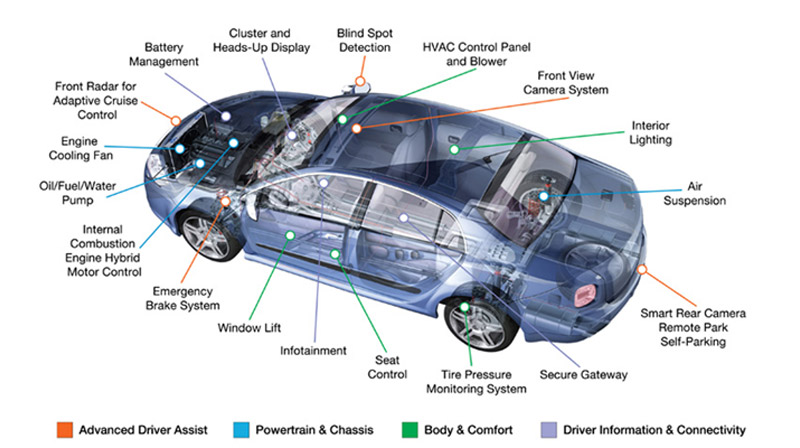 Cluster and
Heads-Up Display
Blind Spot
Detection
Battery
Management
HVAC Control Panel
and Blower
Front View
Camera System
Front Radar for
Adaptive Cruise
Control
Interior
Lighting
Engine
Cooling Fan
Oil/Fuel/Water
Pump
Air
Suspension
Internal
Combustion
Engine Hybrid
Motor Control
Emergency
Brake System
Window Lift
Infotainment
Seat
Control
Tire Pressure
Monitoring System
Secure Gateway
Smart Rear Camera
Remote Park
Self-Parking
Advanced Driver Assist
Powertrain & Chassis
Body & Comfort
Driver Information & Connectivity